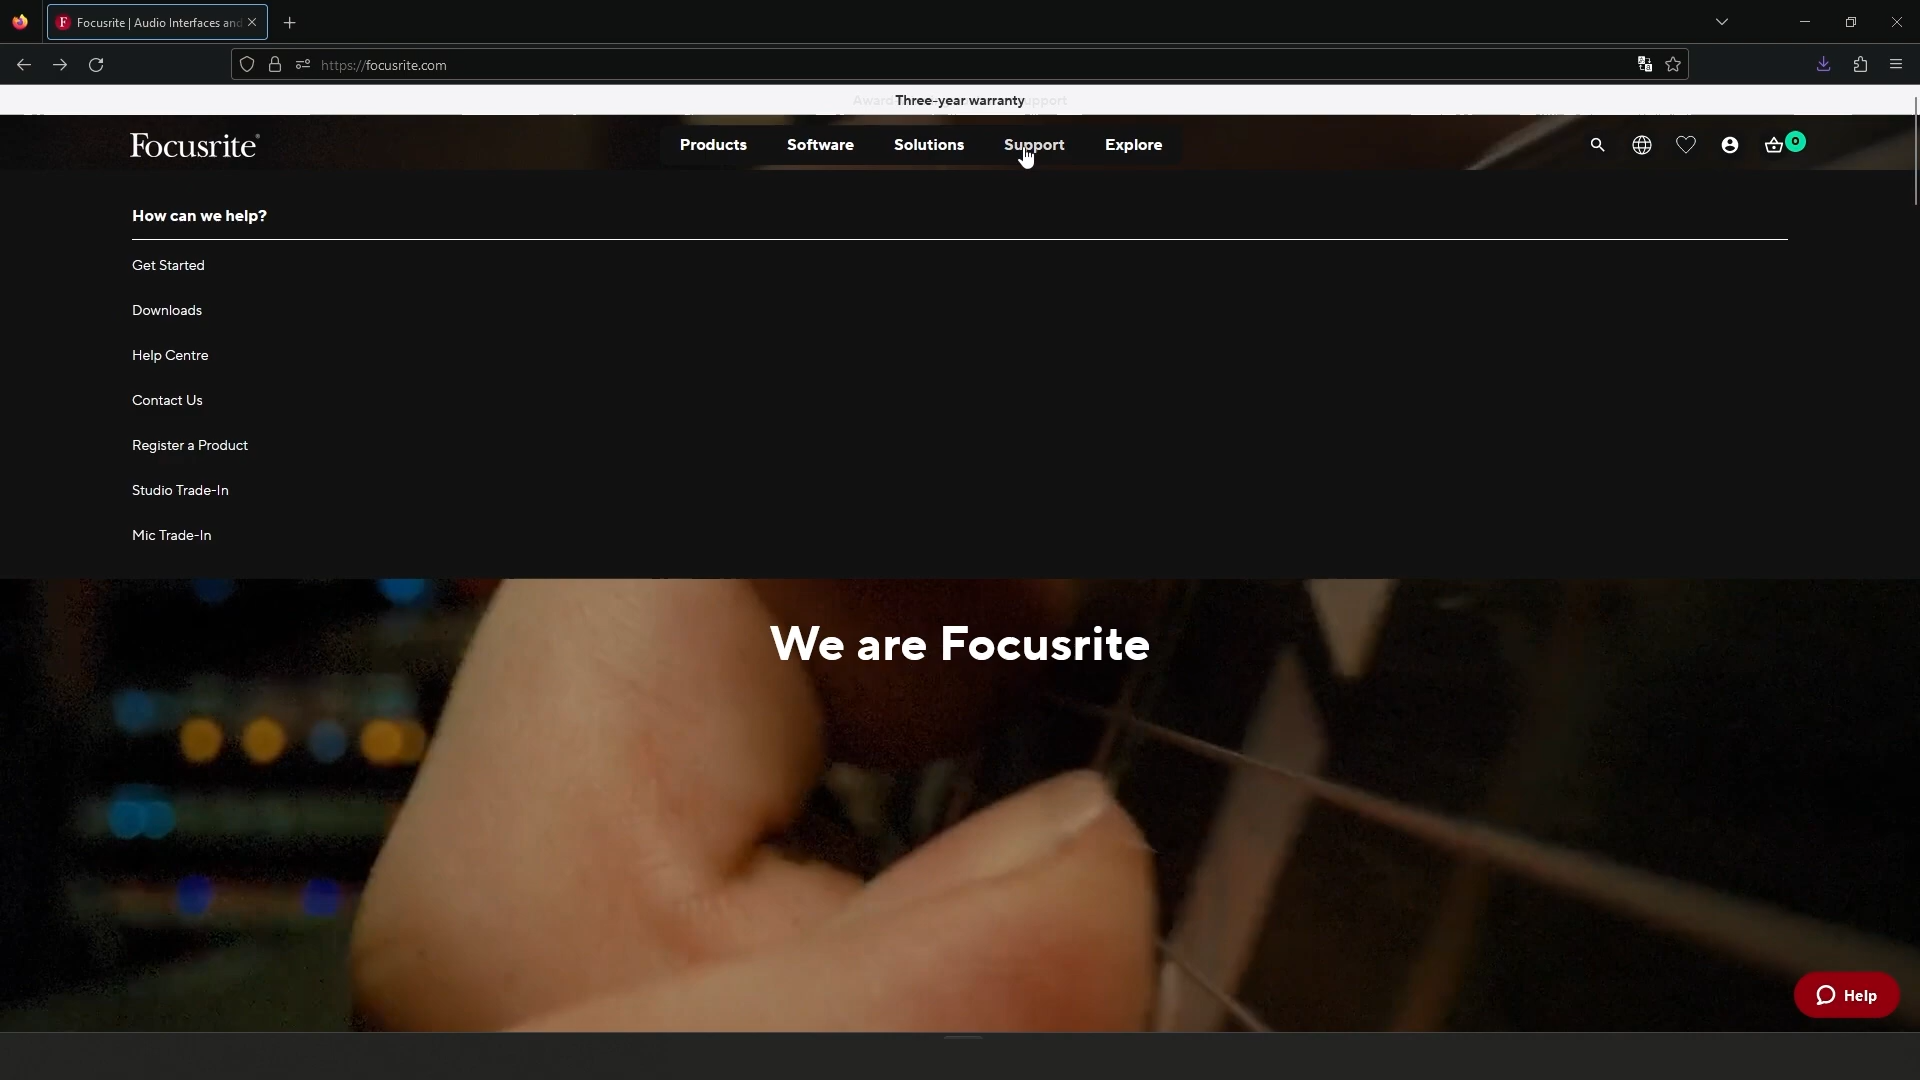 Focusrite | Audio Interfaces and
https://focusrite.com
Three-year warranty
Focusrite
Products
Software
Solutions
Support
Explore
0
How can we help?
Get Started
Downloads
Help Centre
Contact Us
Register a Product
Studio Trade-In
Mic Trade-In
We are Focusrite
Help